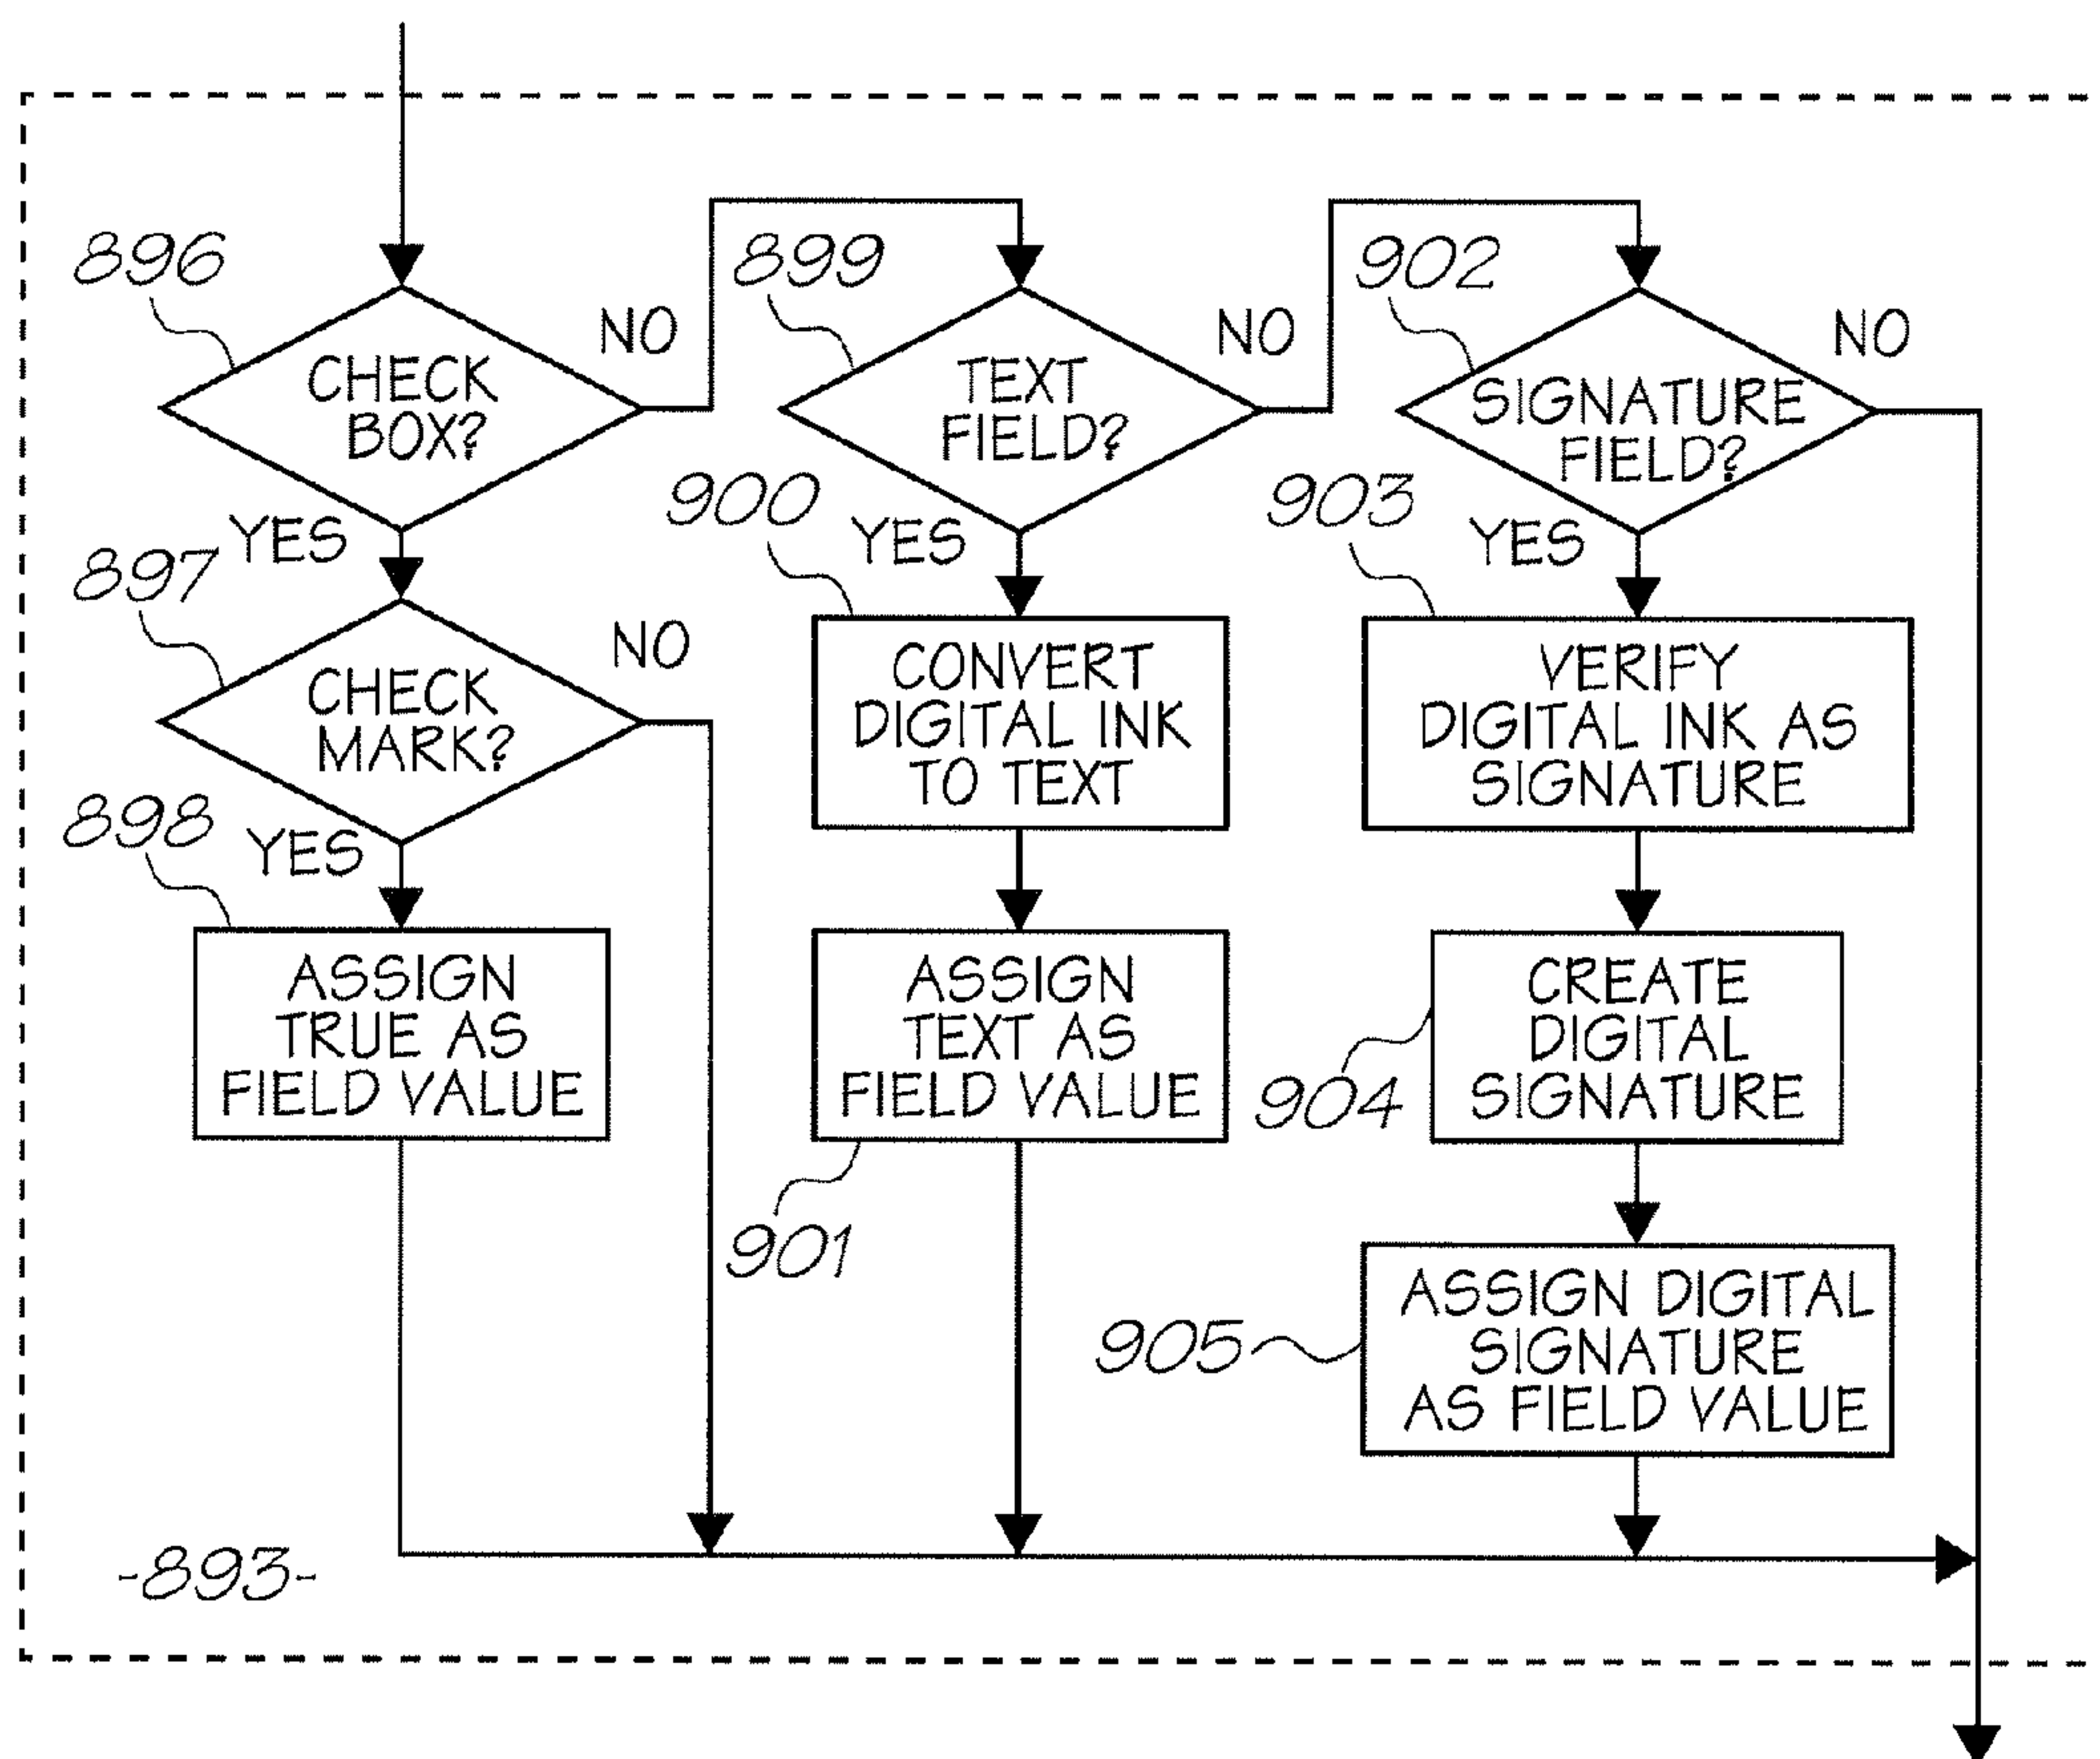 896
CHECK
BOX?
NO
YES
897
CHECK
MARK?
NO
YES
898
ASSIGN
TRUE AS
FIELD VALUE
899
TEXT
FIELD?
NO
YES
900
CONVERT
DIGITAL INK
TO TEXT
ASSIGN
TEXT AS
FIELD VALUE
901
902
SIGNATURE
FIELD?
NO
YES
903
VERIFY
DIGITAL INK AS
SIGNATURE
CREATE
DIGITAL
SIGNATURE
904
ASSIGN DIGITAL
SIGNATURE
AS FIELD VALUE
905
-893-